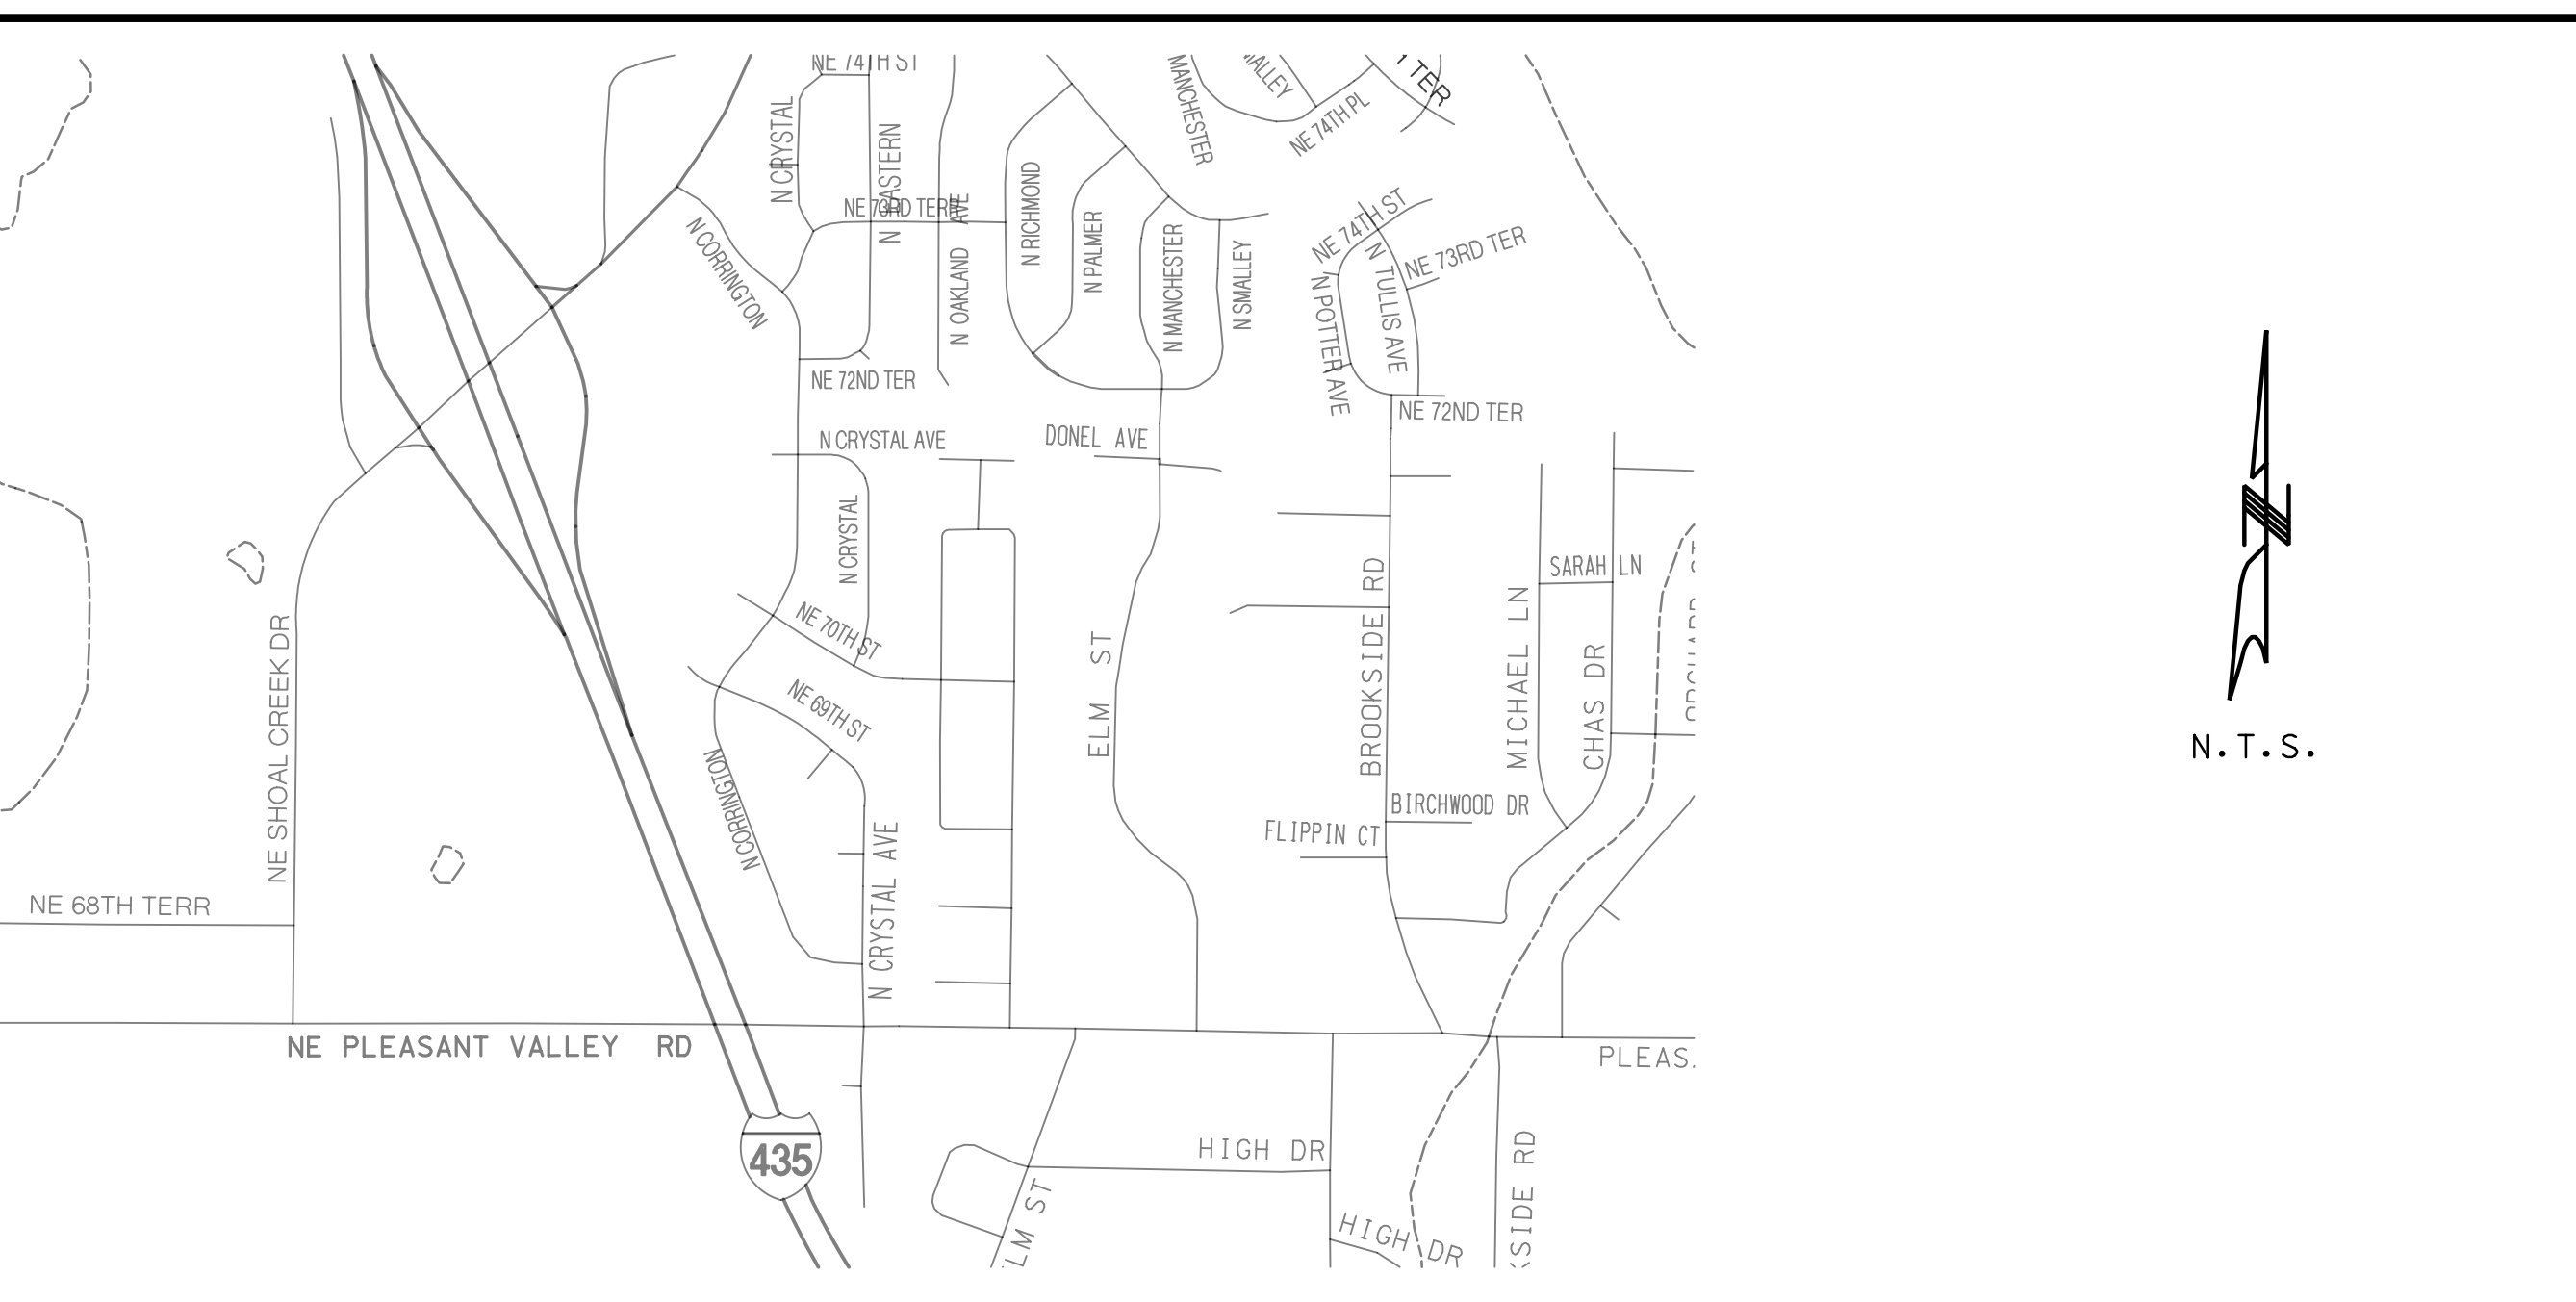 NE 74TH ST
MANCHESTER
NE 74TH PL
TER
N CRYSTAL
N EASTERN
NE 73RD TERR
AVE
N OAKLAND
N RICHMOND
N PALMER
N MANCHESTER
N SMALLEY
N CORRINGTON
NE 74TH ST
NE 73RD TER
N TULLIS AVE
N POTTER AVE
NE 72ND TER
NE 72ND TER
N CRYSTAL AVE
DONEL AVE
N CRYSTAL
SARAH LN
BROOKSIDE RD
MICHAEL LN
CHAS DR
NE 70TH ST
ELM ST
NE SHOAL CREEK DR
NE 69TH ST
N CORRINGTON
BIRCHWOOD DR
FLIPPIN CT
N CRYSTAL AVE
NE 68TH TERR
NE PLEASANT VALLEY RD
PLEAS.
435
HIGH DR
LM ST
HIGH DR
KSIDE RD
N
N.T.S.